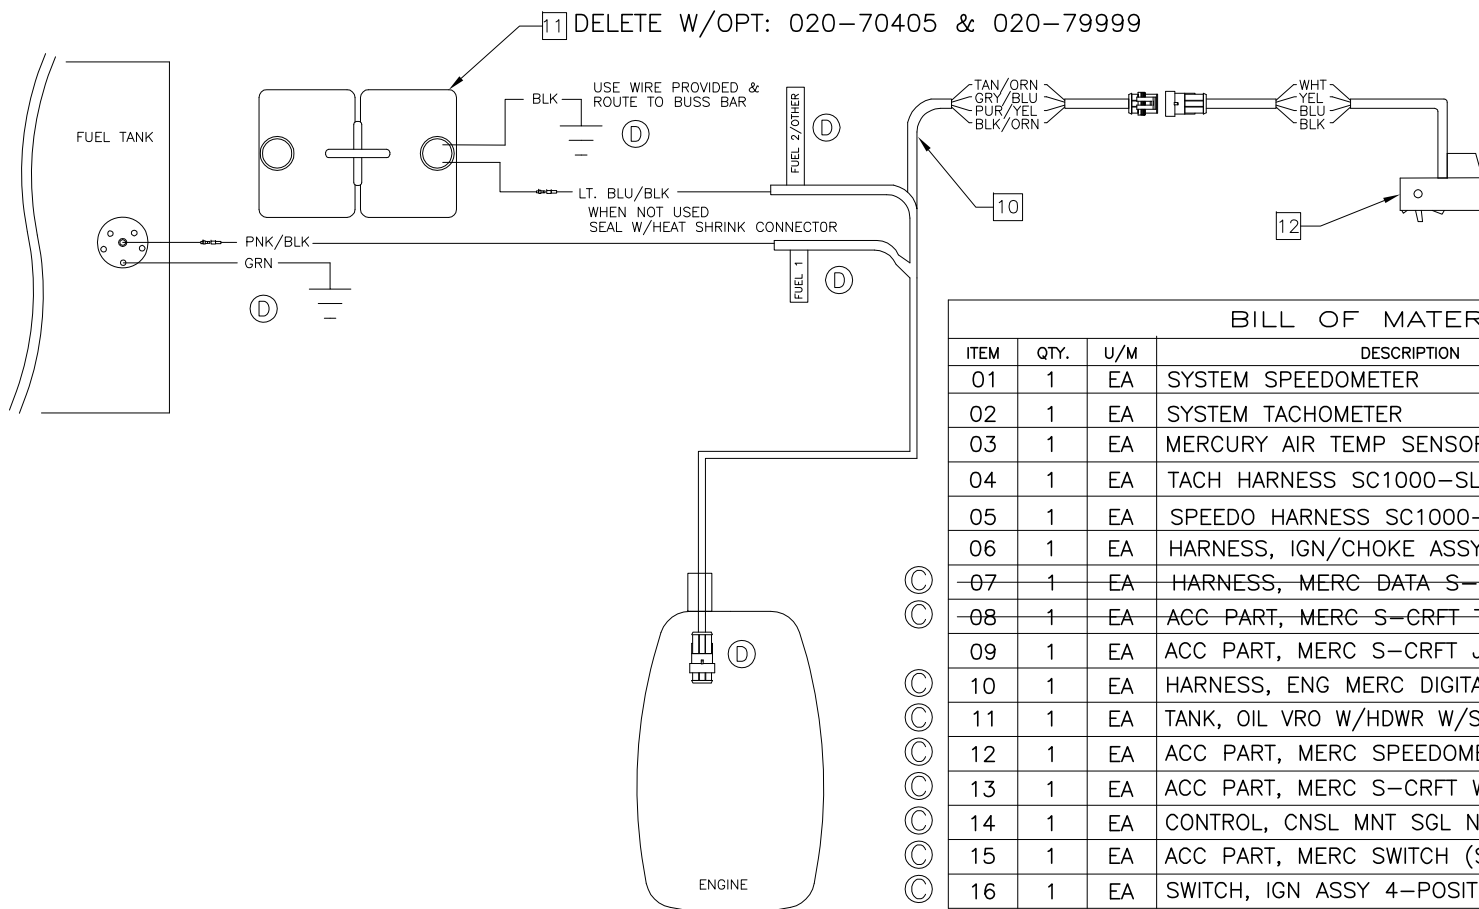 11 DELETE W/OPT: 020-70405 & 020-79999
FUEL TANK
BLK
USE WIRE PROVIDED &
ROUTE TO BUSS BAR
D
FUEL 2/OTHER
D
TAN/ORN
GRY/BLU
PUR/YEL
BLK/ORN
WHT
YEL
BLU
BLK
LT. BLU/BLK
WHEN NOT USED
SEAL W/HEAT SHRINK CONNECTOR
10
12
PNK/BLK
GRN
D
FUEL 1
D
BILL OF MATER
ITEM QTY. U/M DESCRIPTION
01 1 EA SYSTEM SPEEDOMETER
02 1 EA SYSTEM TACHOMETER
03 1 EA MERCURY AIR TEMP SENSOR
04 1 EA TACH HARNESS SC1000-SL
05 1 EA SPEEDO HARNESS SC1000-
06 1 EA HARNESS, IGN/CHOKE ASSY
C 07 1 EA HARNESS, MERC DATA S-
C 08 1 EA ACC PART, MERC S-CRFT T
09 1 EA ACC PART, MERC S-CRFT J
C 10 1 EA HARNESS, ENG MERC DIGITA
C 11 1 EA TANK, OIL VRO W/HDWR W/S
C 12 1 EA ACC PART, MERC SPEEDOME
C 13 1 EA ACC PART, MERC S-CRFT W
C 14 1 EA CONTROL, CNSL MNT SGL N
C 15 1 EA ACC PART, MERC SWITCH (S
C 16 1 EA SWITCH, IGN ASSY 4-POSIT
D
ENGINE